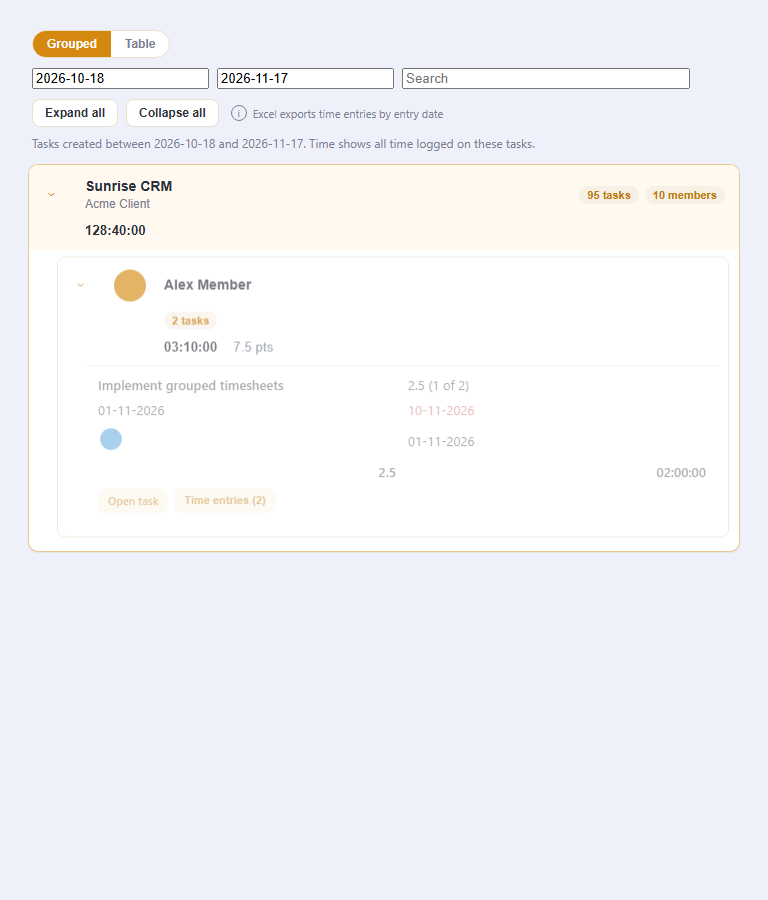 Grouped Table
2026-10-18 2026-11-17 Search
Expand all Collapse all i Excel exports time entries by entry date
Tasks created between 2026-10-18 and 2026-11-17. Time shows all time logged on these tasks.
Sunrise CRM
Acme Client
95 tasks 10 members
128:40:00
Alex Member
2 tasks
03:10:00 7.5 pts
Implement grouped timesheets 2.5 (1 of 2)
01-11-2026 10-11-2026
01-11-2026
2.5 02:00:00
Open task Time entries (2)